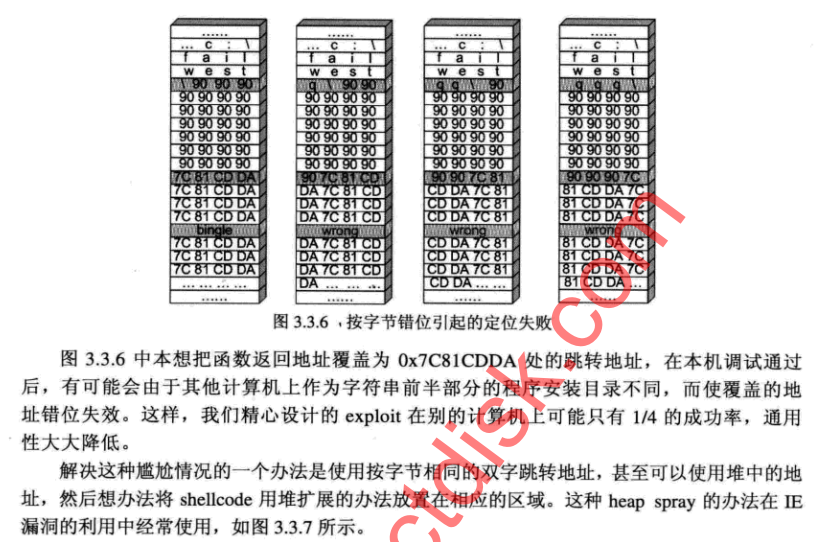 …… …… …… ……
… c : \ … c : \ … c : \ … c : \
f a i l f a i l f a i l f a i l
w e s t w e s t w e s t w e s t
\ 90 90 90 q \ 90 90 q q \ 90 q q q \
90 90 90 90 90 90 90 90 90 90 90 90 90 90 90 90
90 90 90 90 90 90 90 90 90 90 90 90 90 90 90 90
90 90 90 90 90 90 90 90 90 90 90 90 90 90 90 90
90 90 90 90 90 90 90 90 90 90 90 90 90 90 90 90
90 90 90 90 90 90 90 90 90 90 90 90 90 90 90 90
90 90 90 90 90 90 90 90 90 90 90 90 90 90 90 90
7C 81 CD DA 90 7C 81 CD 90 90 7C 81 90 90 90 7C
7C 81 CD DA DA 7C 81 CD CD DA 7C 81 81 CD DA 7C
7C 81 CD DA DA 7C 81 CD CD DA 7C 81 81 CD DA 7C
7C 81 CD DA DA 7C 81 CD CD DA 7C 81 81 CD DA 7C
bingle wrong wrong wrong
7C 81 CD DA DA 7C 81 CD CD DA 7C 81 81 CD DA 7C
7C 81 CD DA DA 7C 81 CD CD DA 7C 81 81 CD DA 7C
7C 81 CD DA DA 7C 81 CD CD DA 7C 81 81 CD DA 7C
… … … … DA … … … CD DA … … 81 CD DA …
…… …… …… ……
图 3.3.6 按字节错位引起的定位失败
图 3.3.6 中本想把函数返回地址覆盖为 0x7C81CDDA 处的跳转地址，在本机调试通过
后，有可能会由于其他计算机上作为字符串前半部分的程序安装目录不同，而使覆盖的地
址错位失效。这样，我们精心设计的 exploit 在别的计算机上可能只有 1/4 的成功率，通用
性大大降低。
解决这种尴尬情况的一个办法是使用按字节相同的双字跳转地址，甚至可以使用堆中的地
址，然后想办法将 shellcode 用堆扩展的办法放置在相应的区域。这种 heap spray 的办法在 IE
漏洞的利用中经常使用，如图 3.3.7 所示。
ctdisk.com